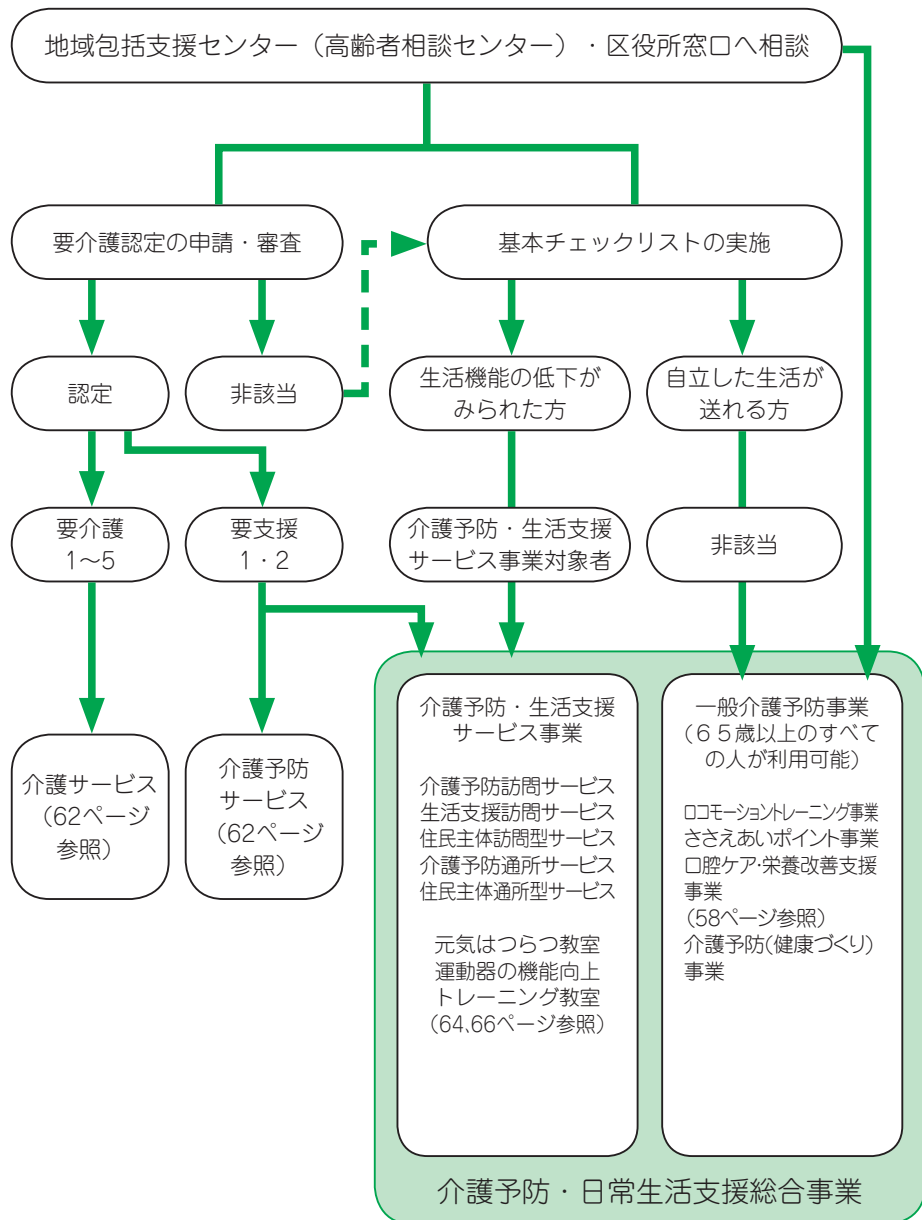 地域包括支援センター（高齢者相談センター）・区役所窓口へ相談
要介護認定の申請・審査
基本チェックリストの実施
認定
非該当
生活機能の低下が
みられた方
自立した生活が
送れる方
要介護
1～5
要支援
1・2
介護予防・生活支援
サービス事業対象者
非該当
介護サービス
（62ページ
参照）
介護予防
サービス
（62ページ
参照）
介護予防・生活支援
サービス事業
介護予防訪問サービス
生活支援訪問サービス
住民主体訪問型サービス
介護予防通所サービス
住民主体通所型サービス
元気はつらつ教室
運動器の機能向上
トレーニング教室
（64､66ページ参照）
一般介護予防事業
（６５歳以上のすべて
の人が利用可能）
ロコモーショントレーニング事業
ささえあいポイント事業
口腔ケア・栄養改善支援
事業
（58ページ参照）
介護予防(健康づくり)
事業
介護予防・日常生活支援総合事業